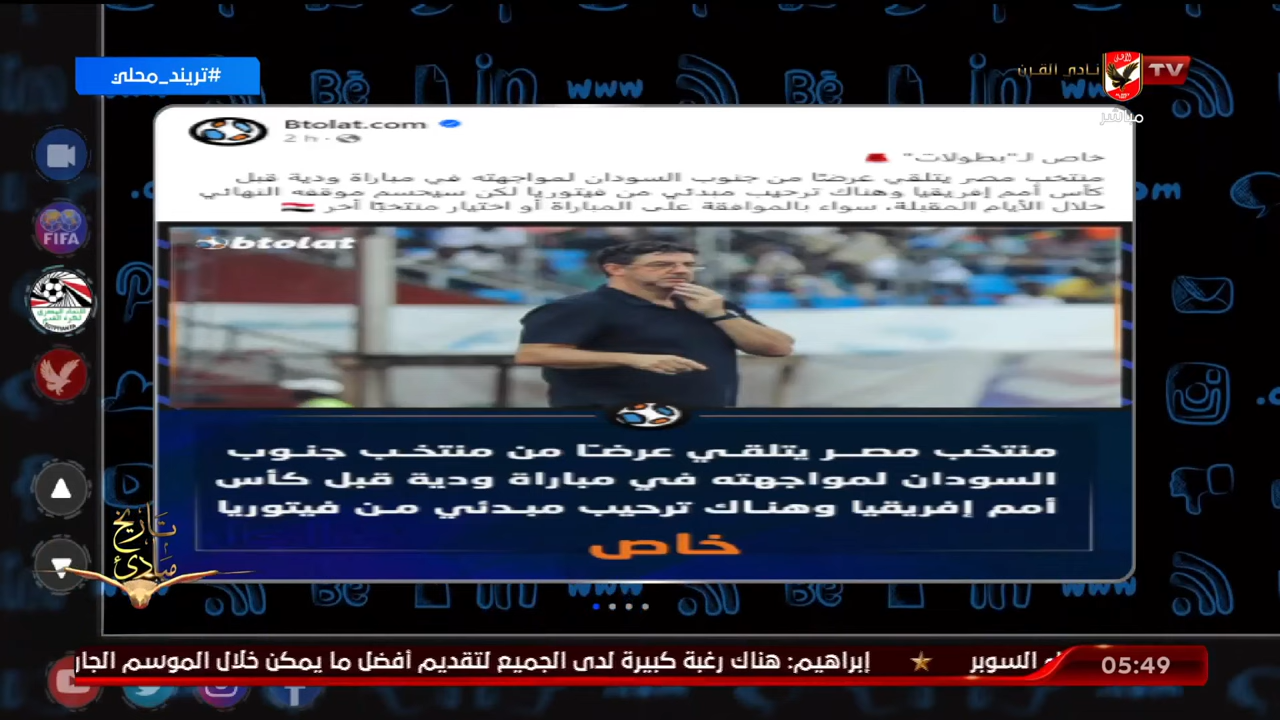 #تريند_محلي
نادي القرن
TV
مباشر
Btolat.com
2 h
خاص لـ"بطولات"
منتخب مصر يتلقي عرضًا من جنوب السودان لمواجهته في مباراة ودية قبل
كأس أمم إفريقيا وهناك ترحيب مبدئي من فيتوريا لكن سيحسم موقفه النهائي
خلال الأيام المقبلة، سواء بالموافقة على المباراة أو اختيار منتخبًا آخر
btolat
FIFA
منتخب مصر يتلقي عرضًا من منتخب جنوب
السودان لمواجهته في مباراة ودية قبل كأس
أمم إفريقيا وهناك ترحيب مبدئي من فيتوريا
خاص
تاريخ
مبادئ
السوبر
إبراهيم: هناك رغبة كبيرة لدى الجميع لتقديم أفضل ما يمكن خلال الموسم الجار
05:49